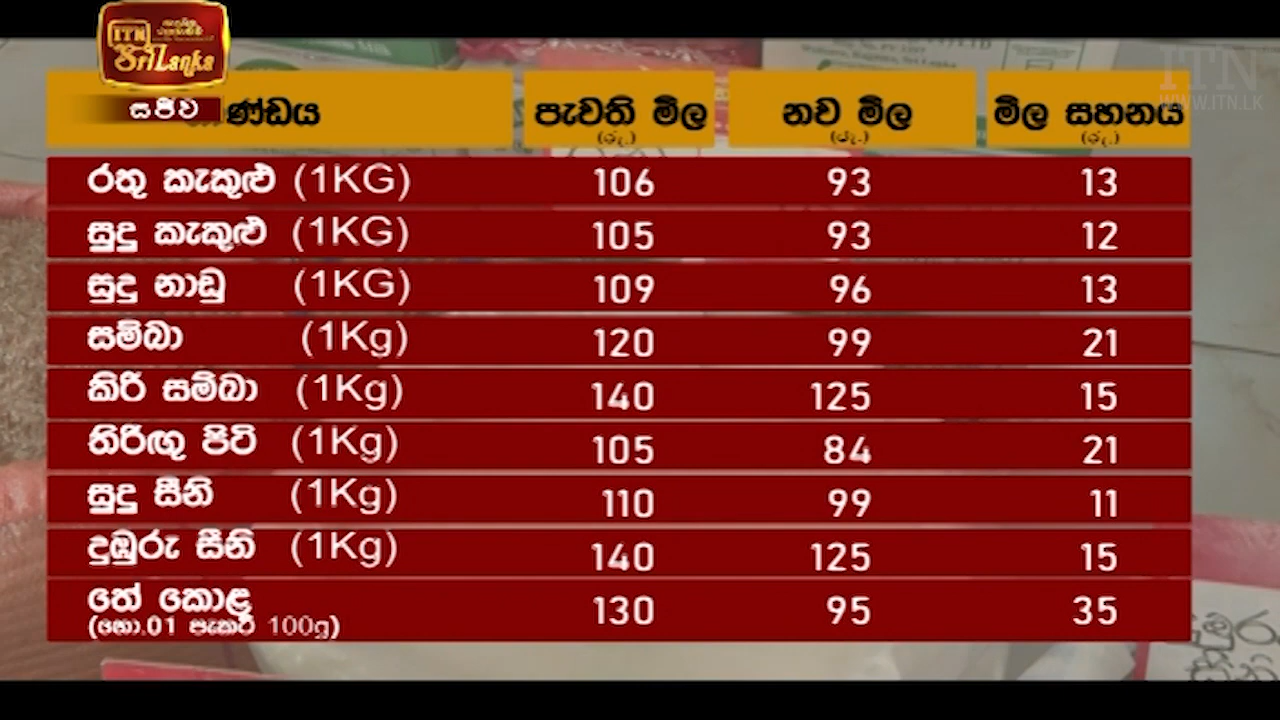 ITN
Sri Lanka
සජීව
ITN
WWW.ITN.LK
පැවති මිල නව මිල මිල සහනය
(රු.) (රු.) (රු.)
රතු කැකුළු (1KG) 106 93 13
සුදු කැකුළු (1KG) 105 93 12
සුදු නාඩු (1KG) 109 96 13
සම්බා (1Kg) 120 99 21
කිරි සම්බා (1Kg) 140 125 15
තිරිඟු පිටි (1Kg) 105 84 21
සුදු සීනි (1Kg) 110 99 11
දුඹුරු සීනි (1Kg) 140 125 15
තේ කොළ 130 95 35
(නො.01 පැකට් 100g)